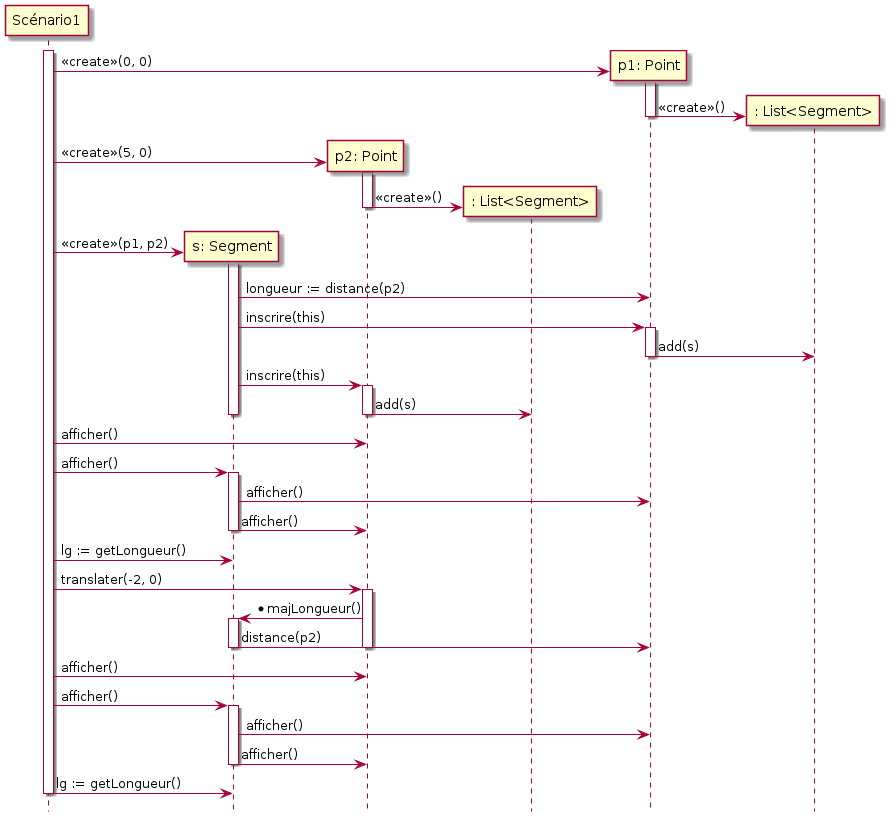 Scénario1
«create»(0, 0)
p1: Point
«create»()
: List<Segment>
«create»(5, 0)
p2: Point
«create»()
: List<Segment>
«create»(p1, p2)
s: Segment
longueur := distance(p2)
inscrire(this)
add(s)
inscrire(this)
add(s)
afficher()
afficher()
afficher()
afficher()
lg := getLongueur()
translater(-2, 0)
*majLongueur()
distance(p2)
afficher()
afficher()
afficher()
afficher()
lg := getLongueur()